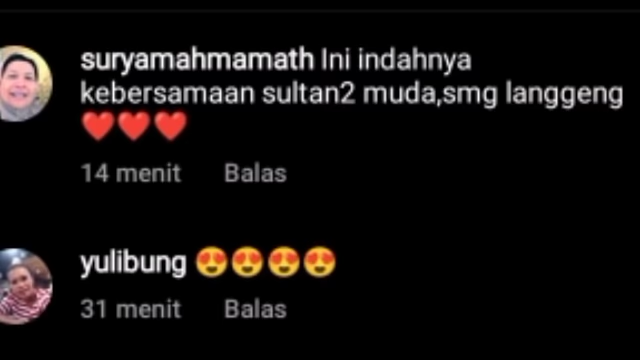 suryamahmamath Ini indahnya
kebersamaan sultan2 muda,smg langgeng
❤️❤️❤️
14 menit Balas
yulibung 😍😍😍😍
31 menit Balas